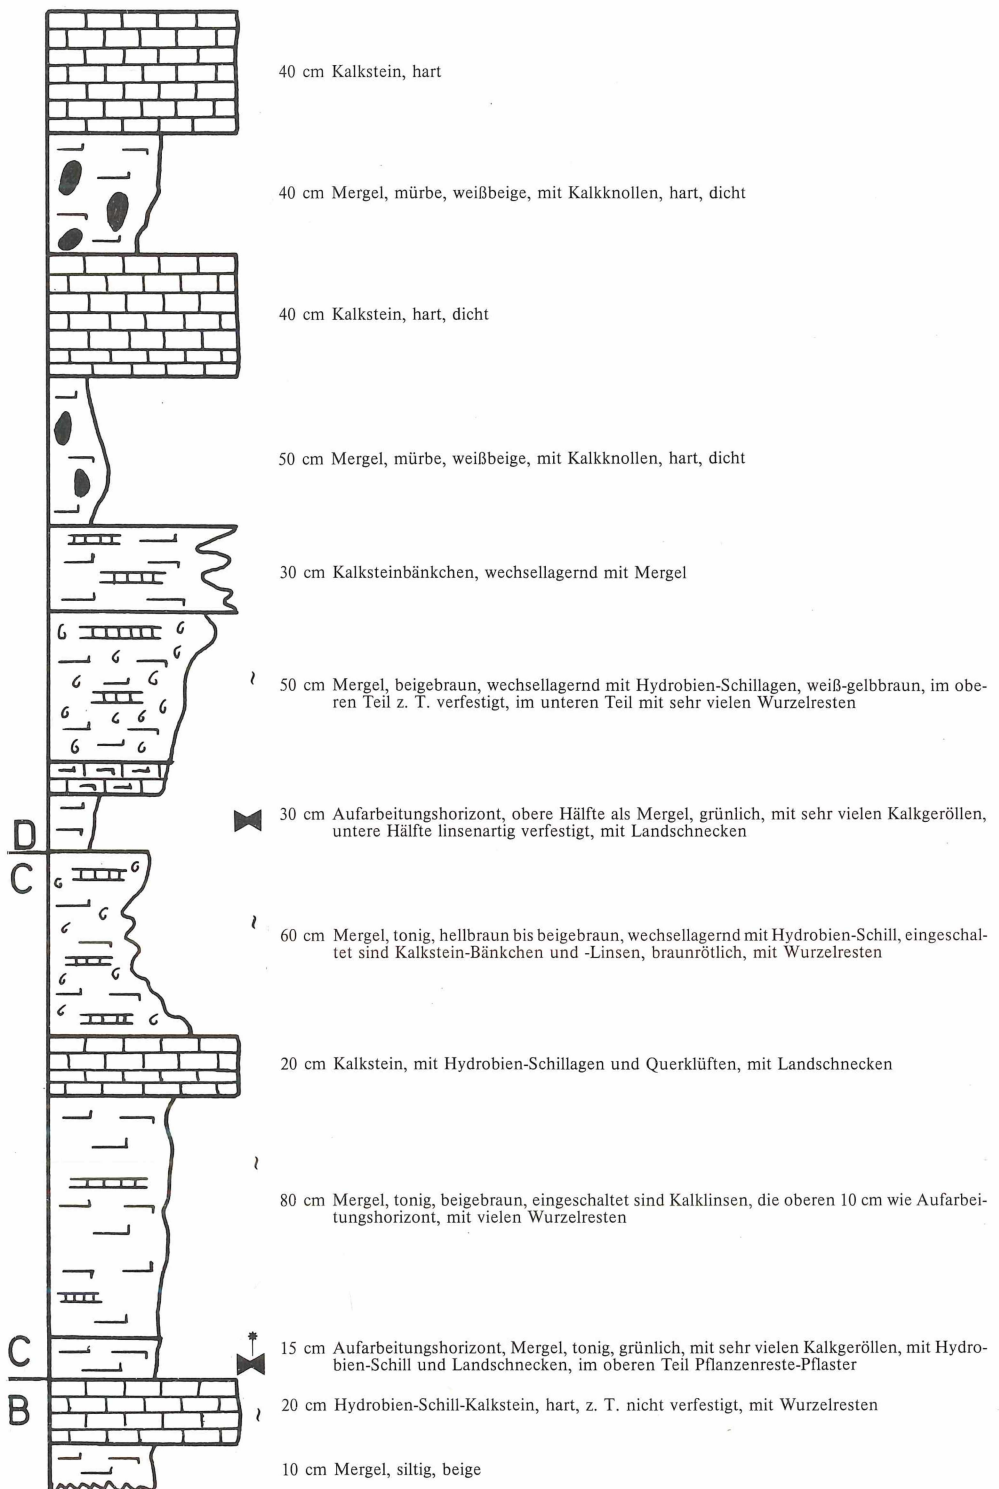 40 cm Kalkstein, hart
40 cm Mergel, mürbe, weißbeige, mit Kalkknollen, hart, dicht
40 cm Kalkstein, hart, dicht
50 cm Mergel, mürbe, weißbeige, mit Kalkknollen, hart, dicht
30 cm Kalksteinbänkchen, wechsellagernd mit Mergel
50 cm Mergel, beigebraun, wechsellagernd mit Hydrobien-Schillagen, weiß-gelbbraun, im obe-
ren Teil z. T. verfestigt, im unteren Teil mit sehr vielen Wurzelresten
30 cm Aufarbeitungshorizont, obere Hälfte als Mergel, grünlich, mit sehr vielen Kalkgeröllen,
untere Hälfte linsenartig verfestigt, mit Landschnecken
D
C
60 cm Mergel, tonig, hellbraun bis beigebraun, wechsellagernd mit Hydrobien-Schill, eingeschal-
tet sind Kalkstein-Bänkchen und -Linsen, braunrötlich, mit Wurzelresten
20 cm Kalkstein, mit Hydrobien-Schillagen und Querklüften, mit Landschnecken
80 cm Mergel, tonig, beigebraun, eingeschaltet sind Kalklinsen, die oberen 10 cm wie Aufarbei-
tungshorizont, mit vielen Wurzelresten
C
15 cm Aufarbeitungshorizont, Mergel, tonig, grünlich, mit sehr vielen Kalkgeröllen, mit Hydro-
bien-Schill und Landschnecken, im oberen Teil Pflanzenreste-Pflaster
B
20 cm Hydrobien-Schill-Kalkstein, hart, z. T. nicht verfestigt, mit Wurzelresten
10 cm Mergel, siltig, beige